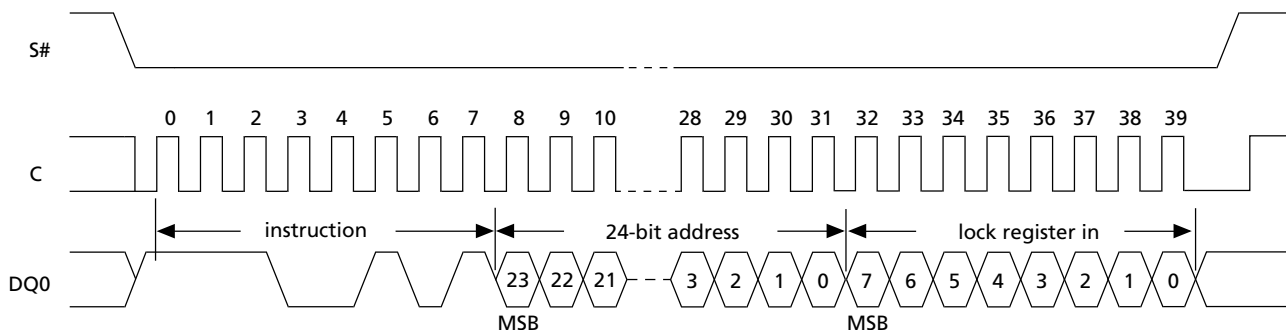 S#
0 1 2 3 4 5 6 7 8 9 10 28 29 30 31 32 33 34 35 36 37 38 39
C
instruction 24-bit address lock register in
DQ0 23 22 21 3 2 1 0 7 6 5 4 3 2 1 0
MSB MSB